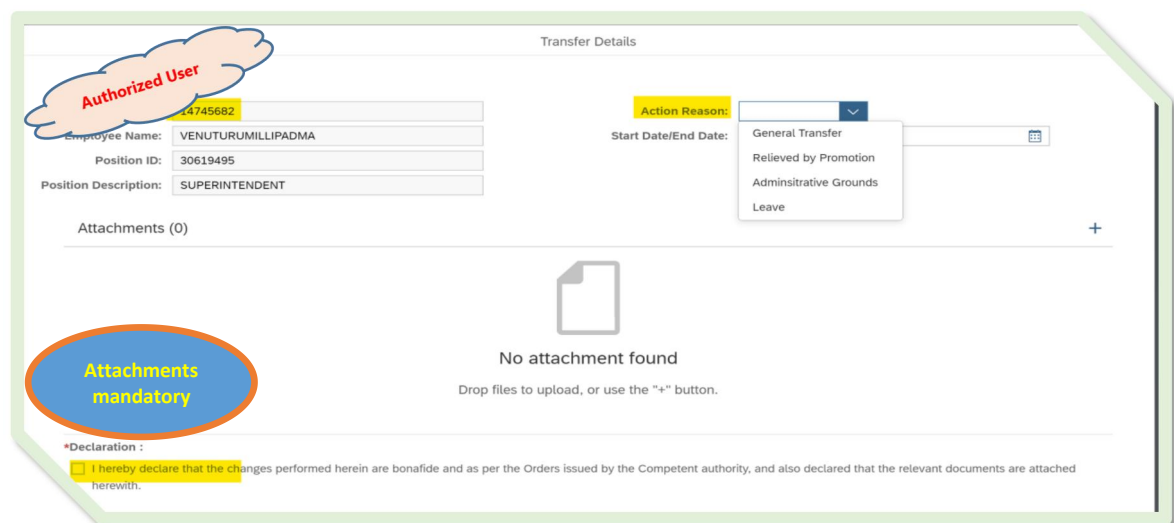 Transfer Details
Authorized User
14745682
Action Reason:
Employee Name: VENUTURUMILLIPADMA
Start Date/End Date:
General Transfer
Position ID: 30619495
Relieved by Promotion
Position Description: SUPERINTENDENT
Adminsitrative Grounds
Leave
Attachments (0)
+
No attachment found
Drop files to upload, or use the "+" button.
Attachments
mandatory
*Declaration :
I hereby declare that the changes performed herein are bonafide and as per the Orders issued by the Competent authority, and also declared that the relevant documents are attached
herewith.